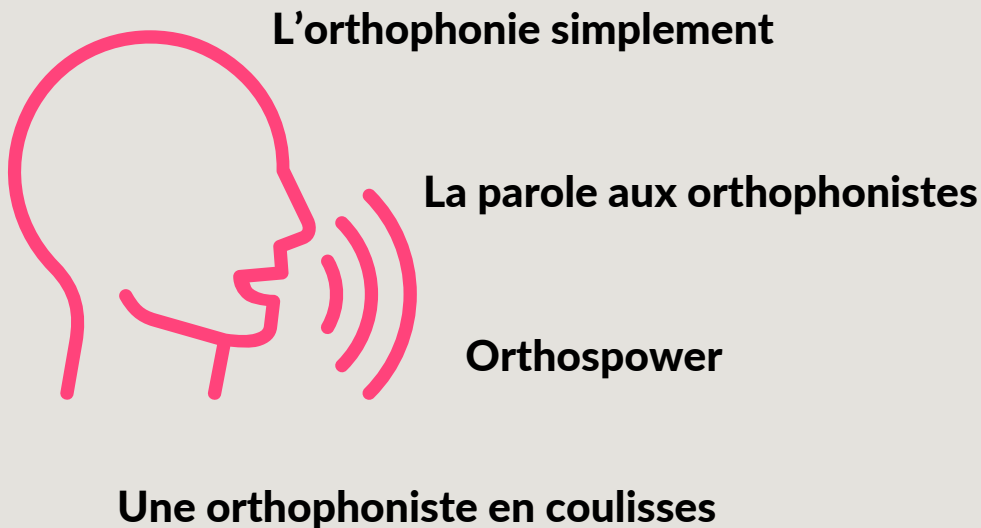 L’orthophonie simplement
La parole aux orthophonistes
Orthospower
Une orthophoniste en coulisses